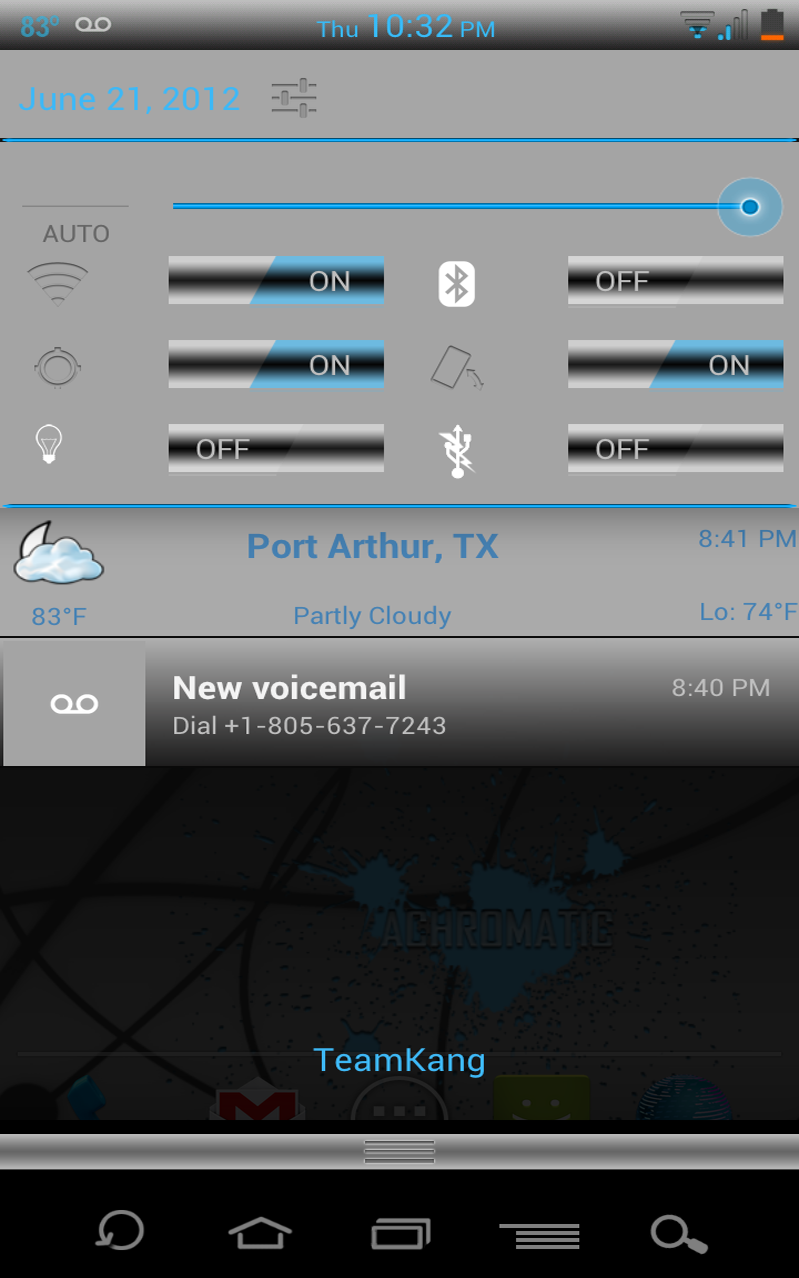 83° Thu 10:32 PM
June 21, 2012
AUTO
ON OFF
ON ON
OFF OFF
Port Arthur, TX 8:41 PM
83°F Partly Cloudy Lo: 74°F
New voicemail 8:40 PM
Dial +1-805-637-7243
ACHROMATIC
TeamKang